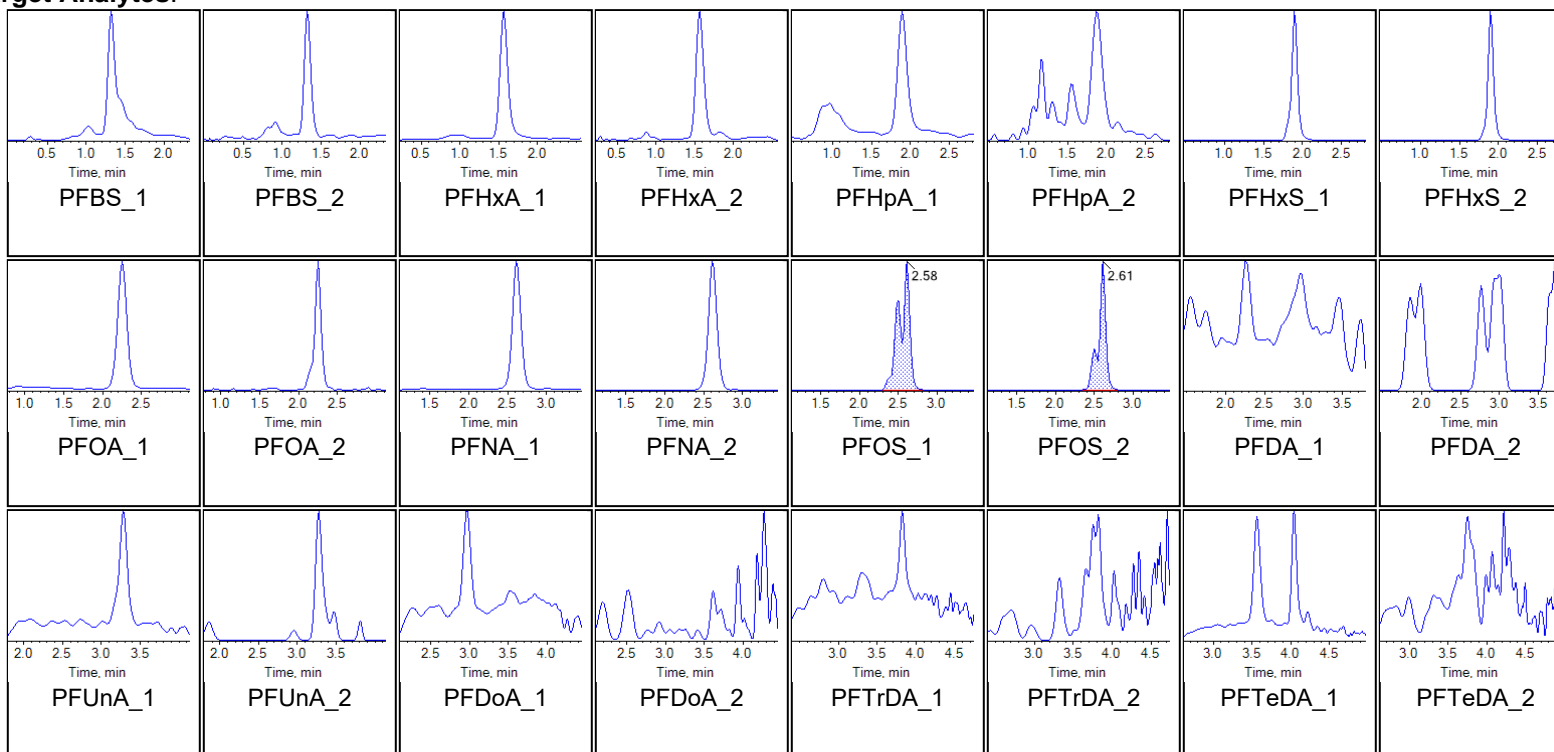 rget Analytes:
0.5 1.0 1.5 2.0 0.5 1.0 1.5 2.0 0.5 1.0 1.5 2.0 0.5 1.0 1.5 2.0 1.0 1.5 2.0 2.5 1.0 1.5 2.0 2.5 1.0 1.5 2.0 2.5 1.0 1.5 2.0 2.5
Time, min Time, min Time, min Time, min Time, min Time, min Time, min Time, min
PFBS_1 PFBS_2 PFHxA_1 PFHxA_2 PFHpA_1 PFHpA_2 PFHxS_1 PFHxS_2
2.58 2.61
1.0 1.5 2.0 2.5 1.0 1.5 2.0 2.5 1.5 2.0 2.5 3.0 1.5 2.0 2.5 3.0 1.5 2.0 2.5 3.0 1.5 2.0 2.5 3.0 2.0 2.5 3.0 3.5 2.0 2.5 3.0 3.5
Time, min Time, min Time, min Time, min Time, min Time, min Time, min Time, min
PFOA_1 PFOA_2 PFNA_1 PFNA_2 PFOS_1 PFOS_2 PFDA_1 PFDA_2
2.0 2.5 3.0 3.5 2.0 2.5 3.0 3.5 2.5 3.0 3.5 4.0 2.5 3.0 3.5 4.0 3.0 3.5 4.0 4.5 3.0 3.5 4.0 4.5 3.0 3.5 4.0 4.5 3.0 3.5 4.0 4.5
Time, min Time, min Time, min Time, min Time, min Time, min Time, min Time, min
PFUnA_1 PFUnA_2 PFDoA_1 PFDoA_2 PFTrDA_1 PFTrDA_2 PFTeDA_1 PFTeDA_2